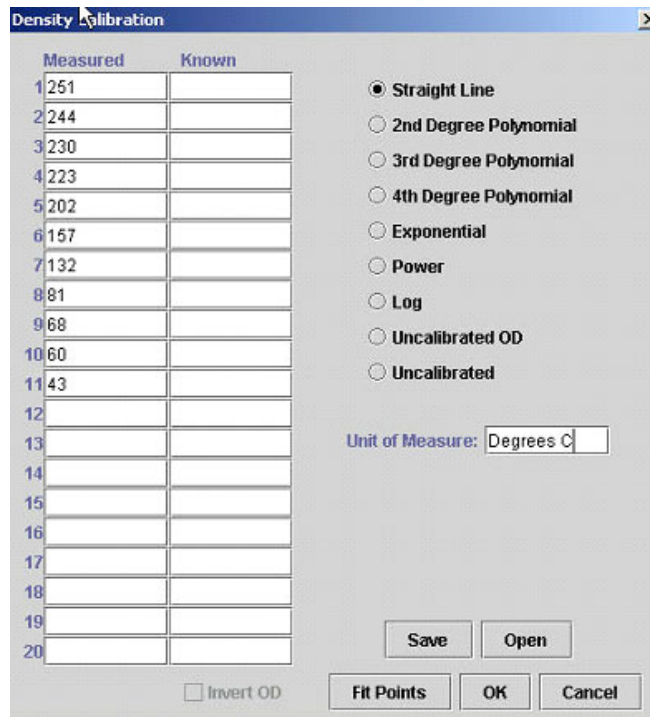 Density Calibration
Measured Known
1 251
2 244
3 230
4 223
5 202
6 157
7 132
8 81
9 68
10 60
11 43
12
13
14
15
16
17
18
19
20
Straight Line
2nd Degree Polynomial
3rd Degree Polynomial
4th Degree Polynomial
Exponential
Power
Log
Uncalibrated OD
Uncalibrated
Unit of Measure: Degrees C
Save Open
Invert OD Fit Points OK Cancel